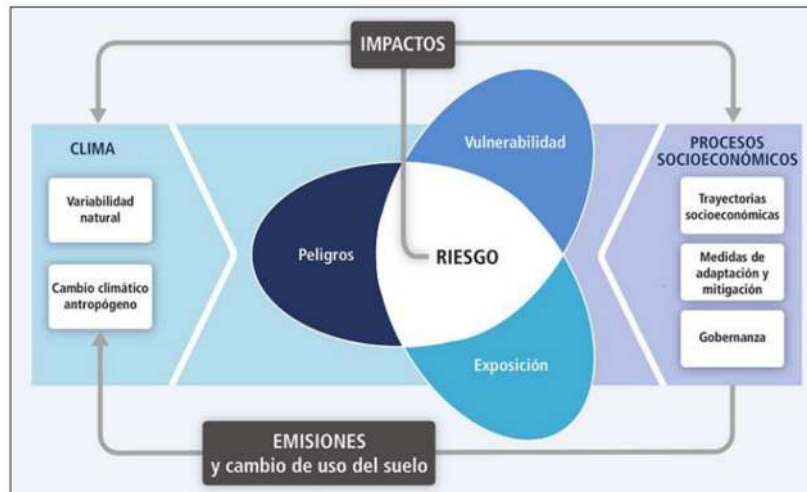 IMPACTOS
CLIMA
Variabilidad
natural
Cambio climático
antropógeno
Vulnerabilidad
Peligros
RIESGO
Exposición
PROCESOS
SOCIOECONÓMICOS
Trayectorias
socioeconómicas
Medidas de
adaptación y
mitigación
Gobernanza
EMISIONES
y cambio de uso del suelo